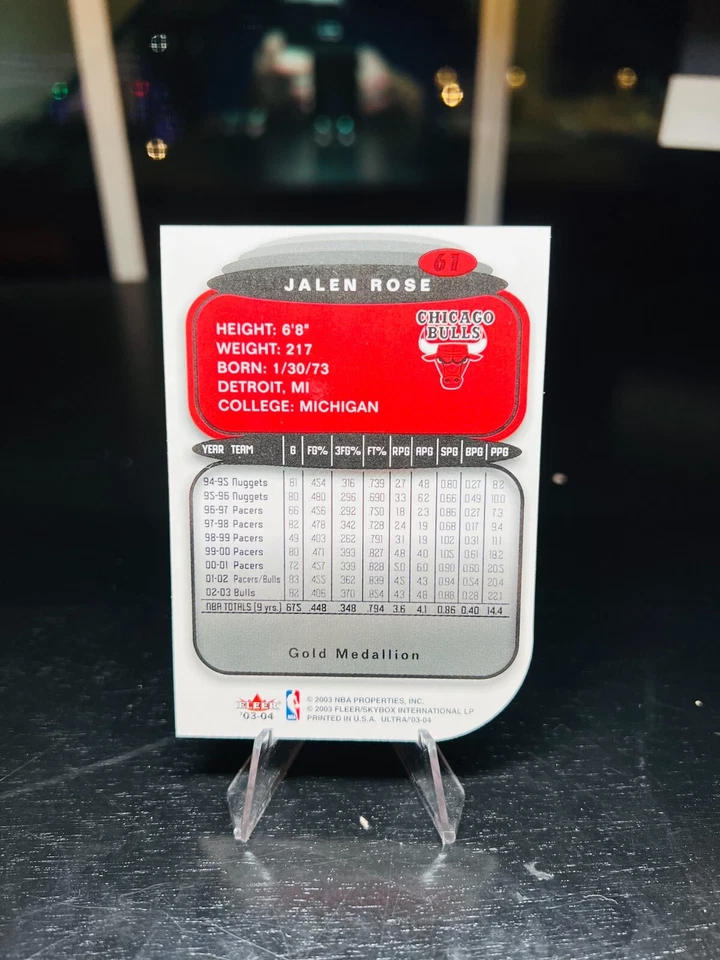 61
JALEN ROSE
CHICAGO
BULLS
HEIGHT: 6'8"
WEIGHT: 217
BORN: 1/30/73
DETROIT, MI
COLLEGE: MICHIGAN
YEAR TEAM G FG% 3FG% FT% RPG APG SPG BPG PPG
94-95 Nuggets 81 .454 .316 .739 2.7 4.8 0.80 0.27 8.2
95-96 Nuggets 80 .480 .296 .690 3.3 6.2 0.66 0.49 10.0
96-97 Pacers 66 .456 .292 .750 1.8 2.3 0.86 0.27 7.3
97-98 Pacers 82 .478 .342 .728 2.4 1.9 0.68 0.17 9.4
98-99 Pacers 49 .403 .262 .791 3.1 1.9 1.02 0.31 11.1
99-00 Pacers 80 .471 .393 .827 4.8 4.0 1.05 0.61 18.2
00-01 Pacers 72 .457 .339 .828 5.0 6.0 0.90 0.60 20.5
01-02 Pacers/Bulls 83 .455 .362 .839 4.5 4.3 0.94 0.54 20.4
02-03 Bulls 82 .406 .370 .854 4.3 4.8 0.88 0.28 22.1
NBA TOTALS (9 yrs.) 675 .448 .348 .794 3.6 4.1 0.86 0.40 14.4
Gold Medallion
FLEER
'03-04
NBA
© 2003 NBA PROPERTIES, INC.
© 2003 FLEER/SKYBOX INTERNATIONAL LP
PRINTED IN U.S.A. ULTRA/'03-04